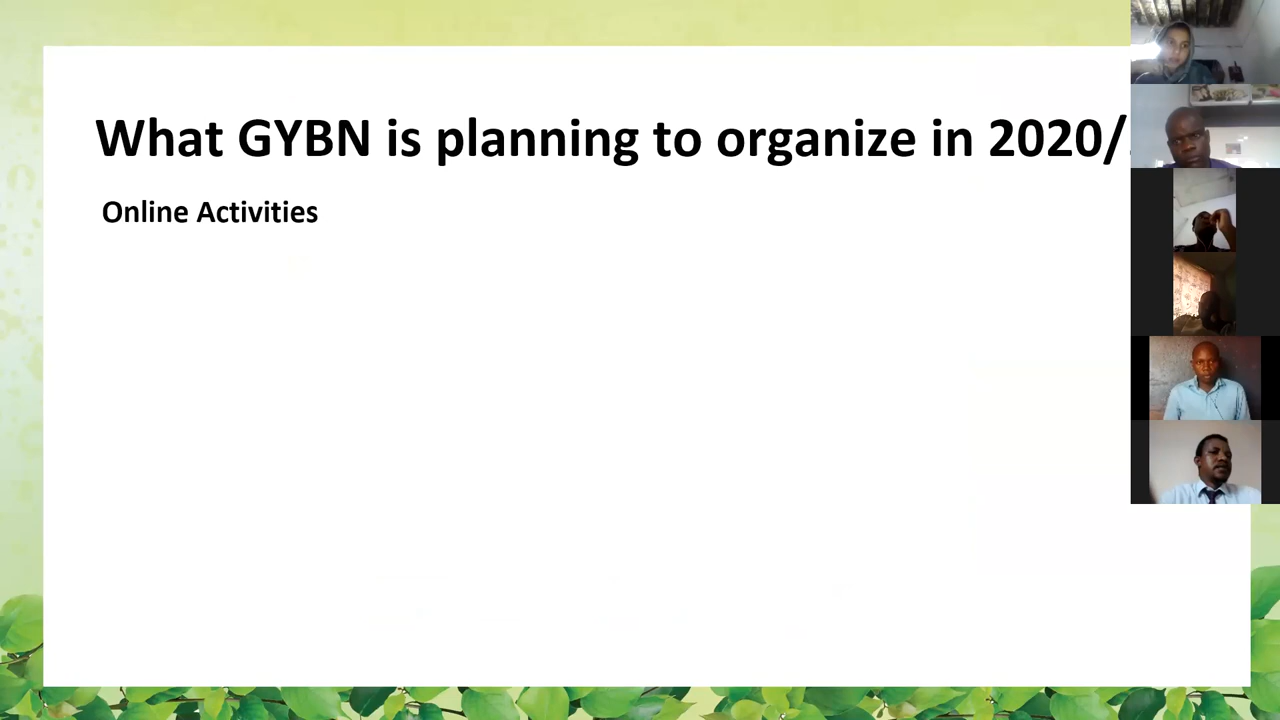 What GYBN is planning to organize in 2020/
Online Activities